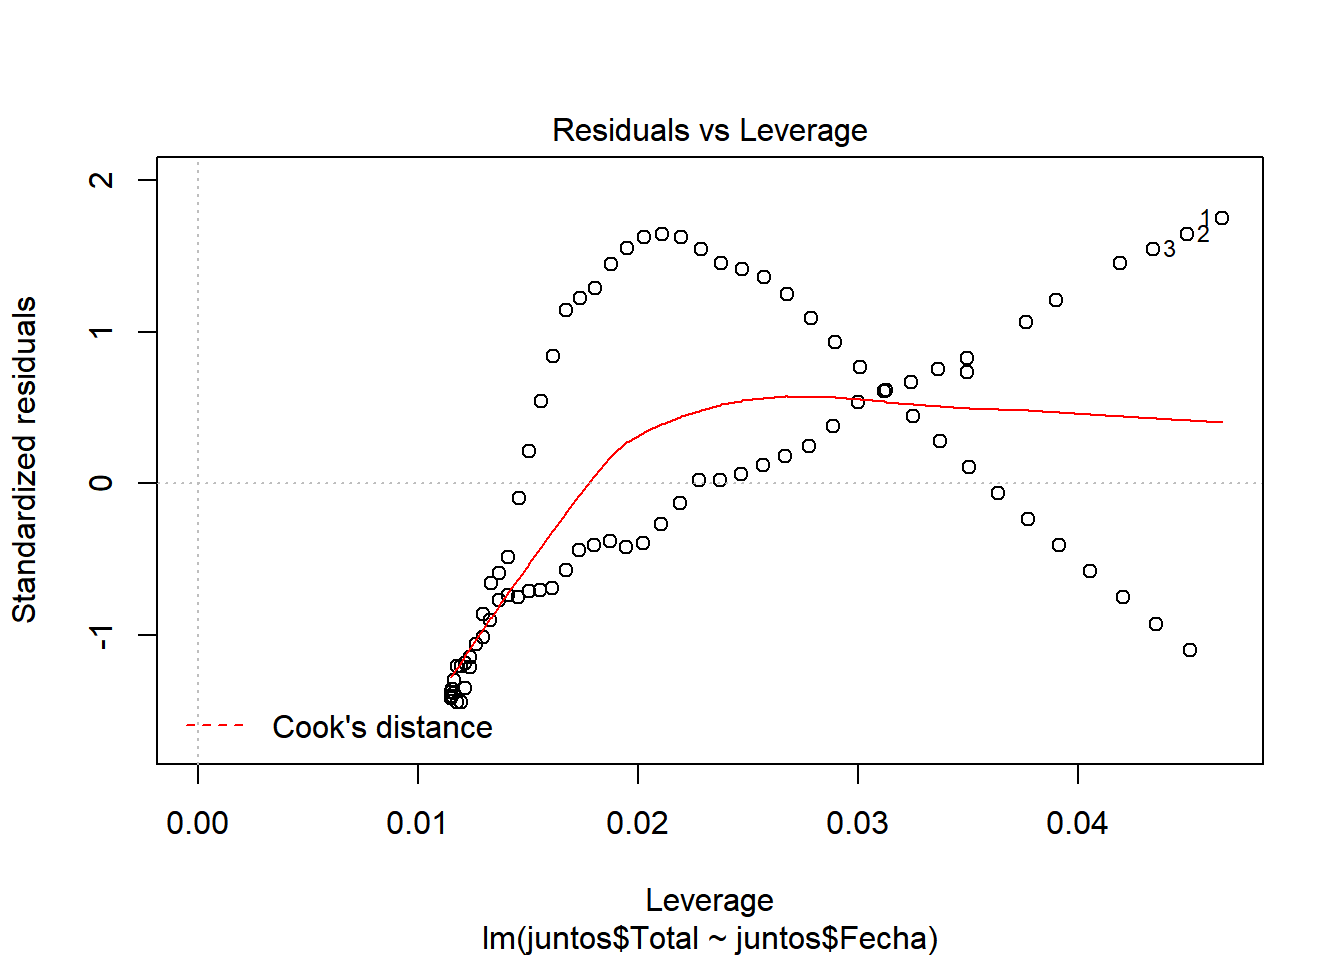 Residuals vs Leverage
Standardized residuals
2
1
0
-1
1
2
3
Cook's distance
0.00 0.01 0.02 0.03 0.04
Leverage
lm(juntos$Total ~ juntos$Fecha)